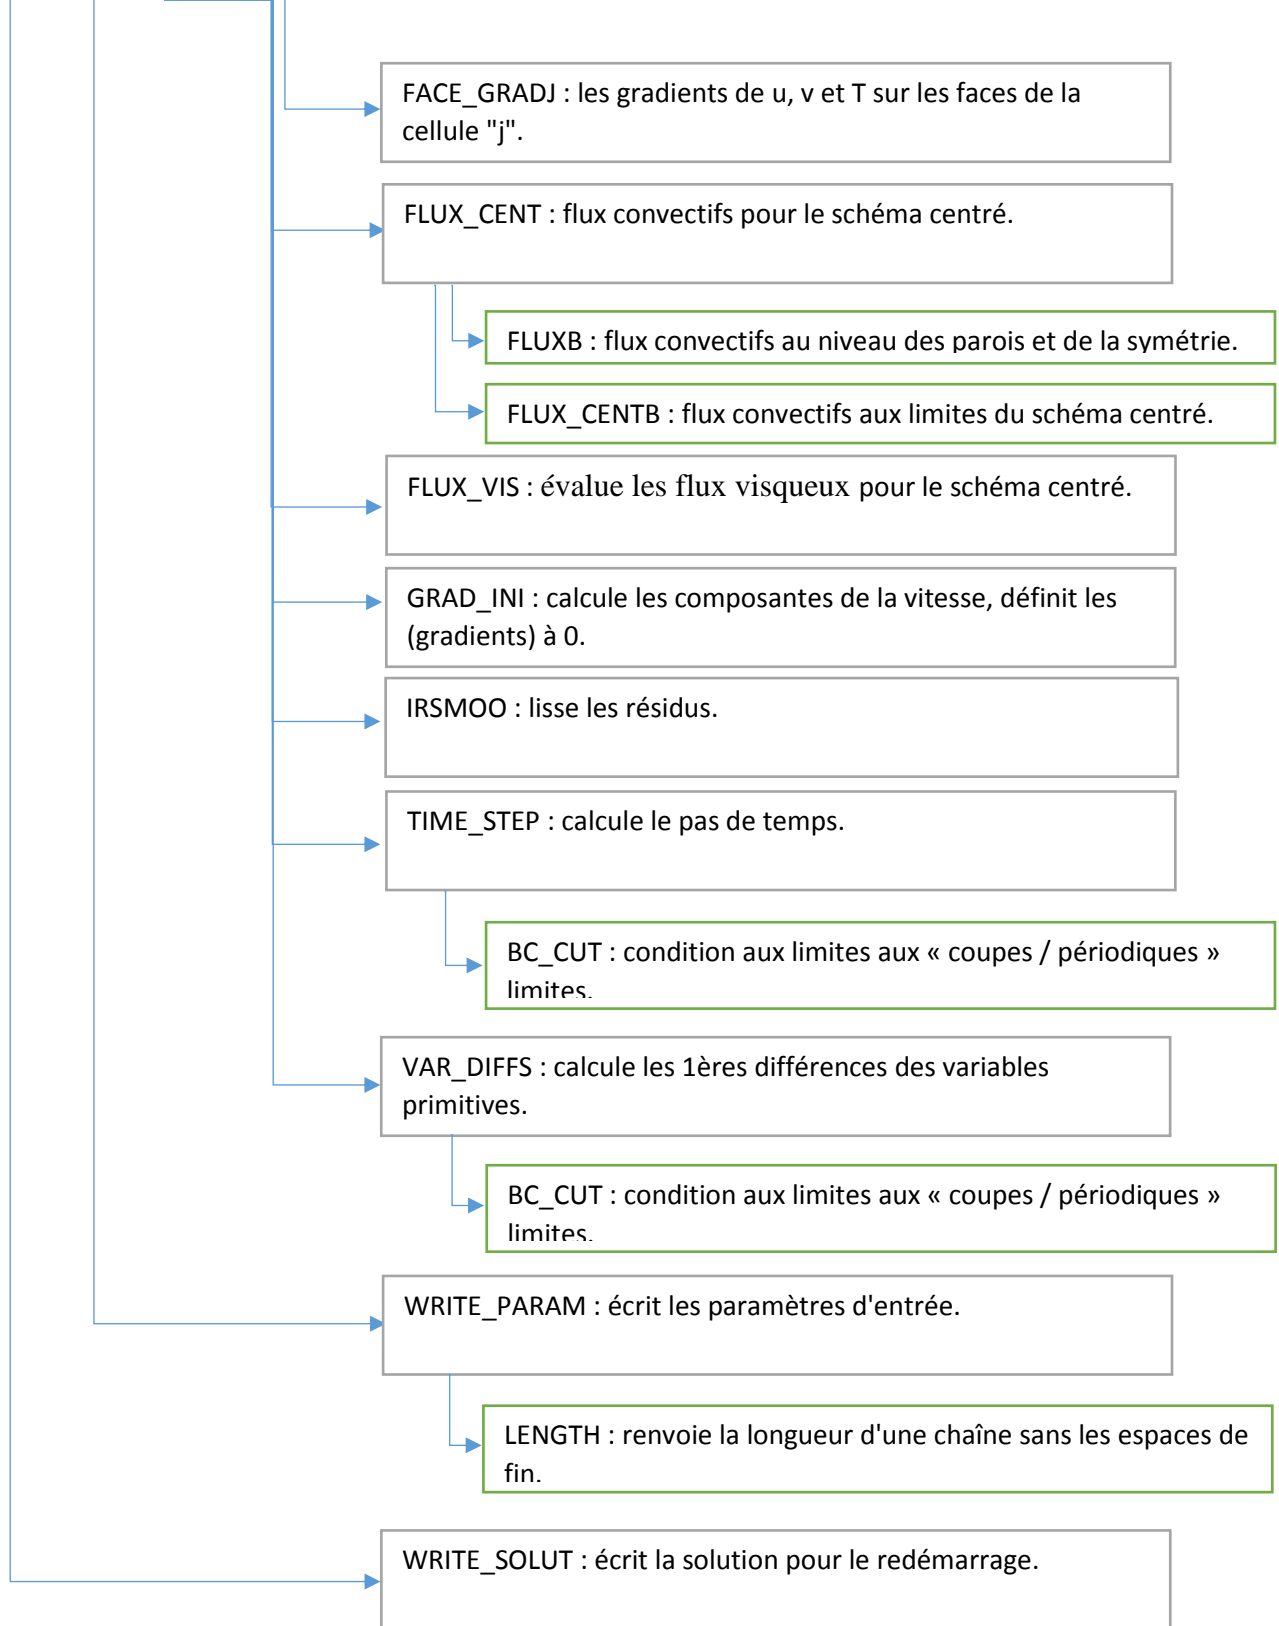 FACE_GRADJ : les gradients de u, v et T sur les faces de la
cellule "j".
FLUX_CENT : flux convectifs pour le schéma centré.
FLUXB : flux convectifs au niveau des parois et de la symétrie.
FLUX_CENTB : flux convectifs aux limites du schéma centré.
FLUX_VIS : évalue les flux visqueux pour le schéma centré.
GRAD_INI : calcule les composantes de la vitesse, définit les
(gradients) à 0.
IRSMOO : lisse les résidus.
TIME_STEP : calcule le pas de temps.
BC_CUT : condition aux limites aux « coupes / périodiques »
limites.
VAR_DIFFS : calcule les 1ères différences des variables
primitives.
BC_CUT : condition aux limites aux « coupes / périodiques »
limites.
WRITE_PARAM : écrit les paramètres d'entrée.
LENGTH : renvoie la longueur d'une chaîne sans les espaces de
fin.
WRITE_SOLUT : écrit la solution pour le redémarrage.